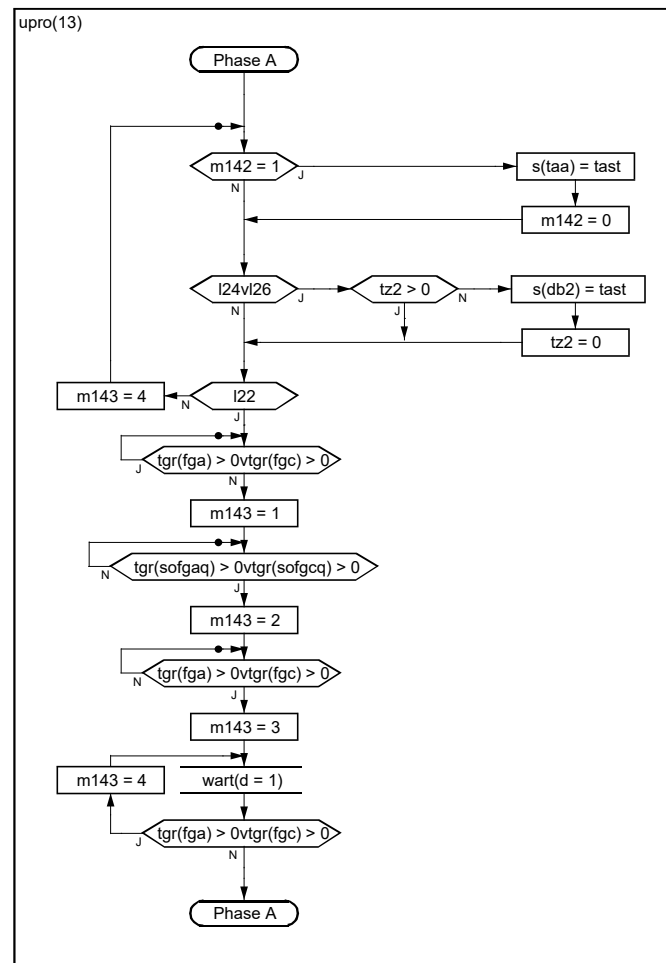 upro(13)
Phase A
m142 = 1
J
s(taa) = tast
N
m142 = 0
l24vl26
J
tz2 > 0
N
s(db2) = tast
N
J
tz2 = 0
m143 = 4
N
l22
J
tgr(fga) > 0vtgr(fgc) > 0
J
N
m143 = 1
tgr(sofgaq) > 0vtgr(sofgcq) > 0
N
J
m143 = 2
tgr(fga) > 0vtgr(fgc) > 0
N
J
m143 = 3
m143 = 4
wart(d = 1)
tgr(fga) > 0vtgr(fgc) > 0
J
N
Phase A